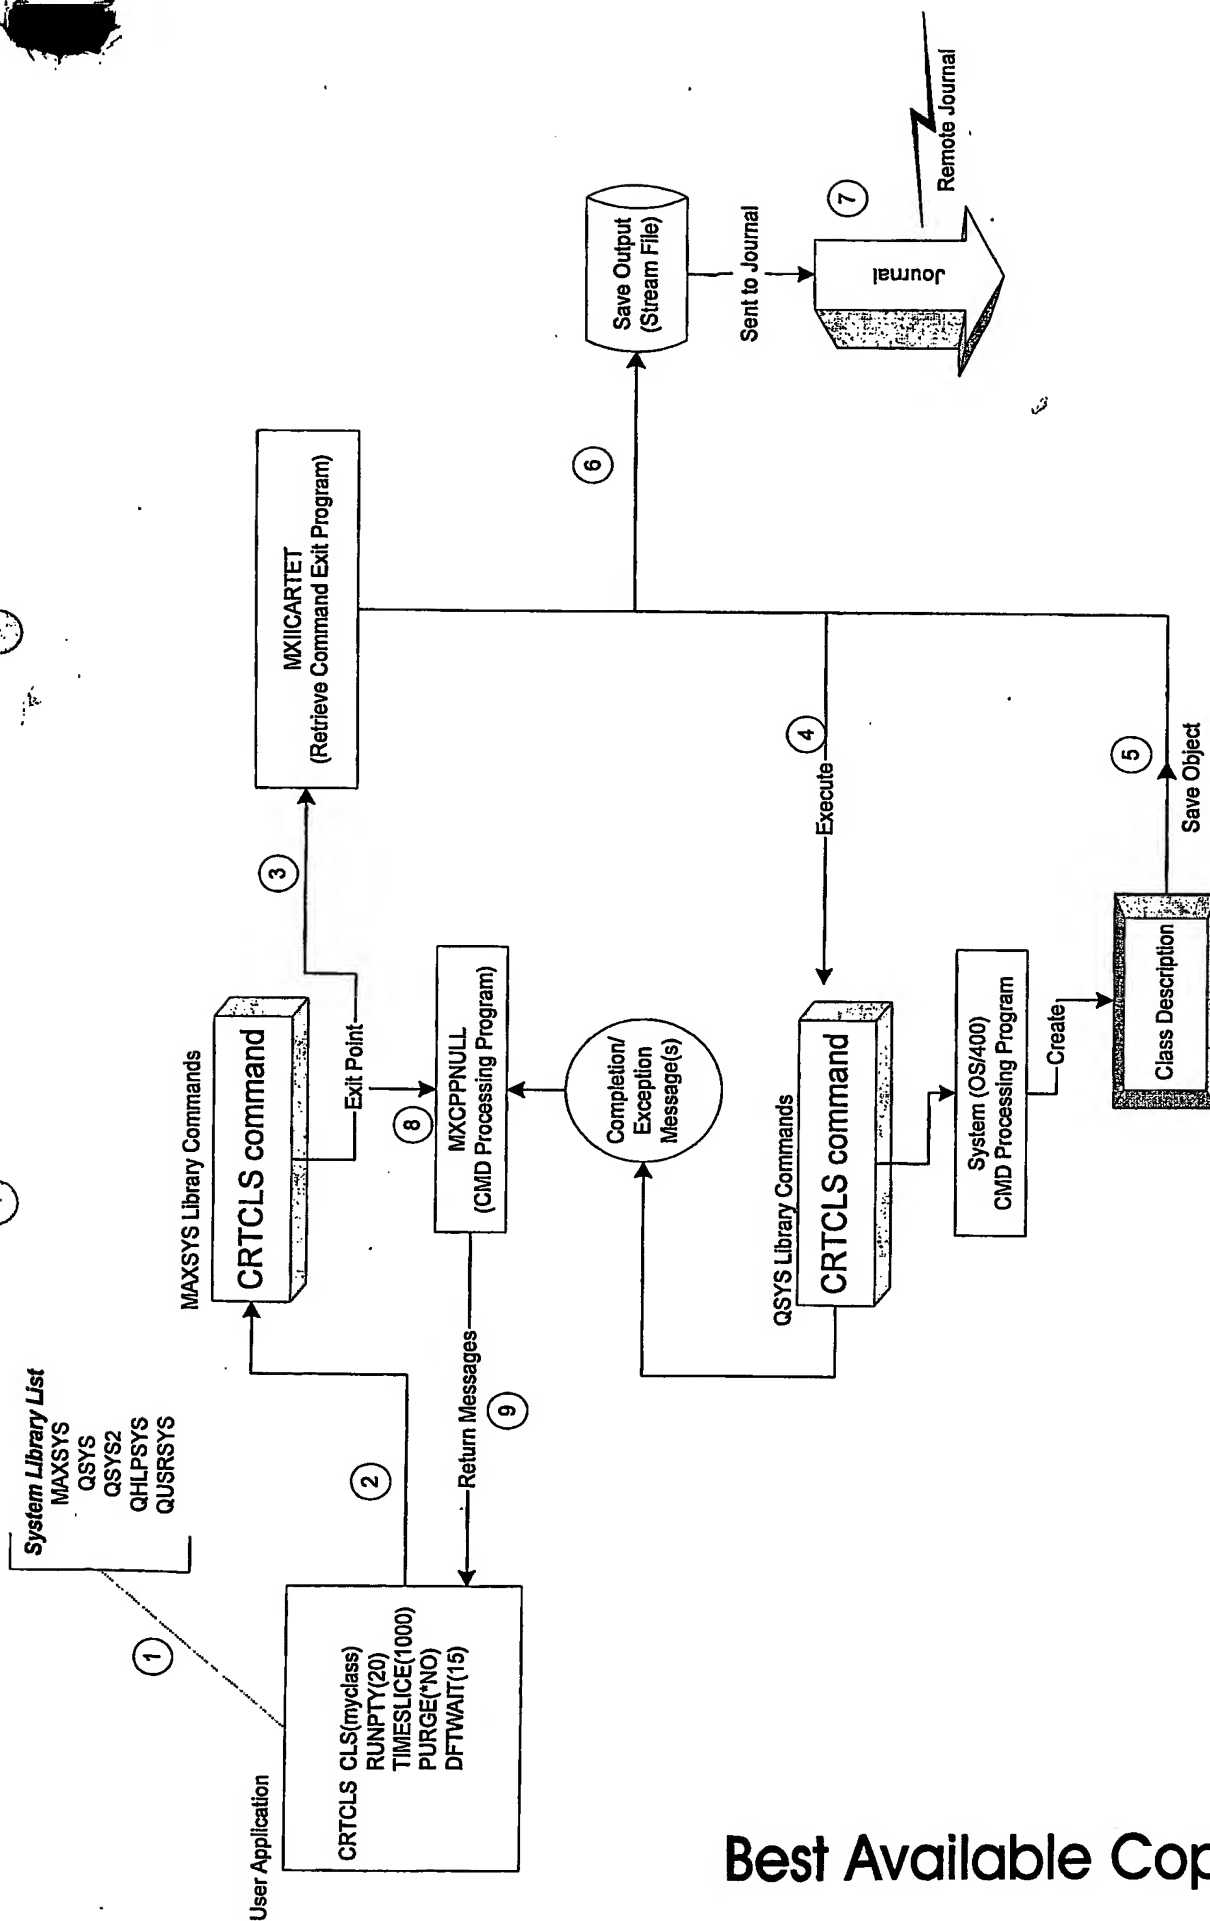 System Library List
MAXSYS
QSYS
QSYS2
QHLPSYS
QUSRSYS
1
User Application
CRTCLS CLS(myclass)
RUNPTY(20)
TIMESLICE(1000)
PURGE(*NO)
DFTWAIT(15)
2
MAXSYS Library Commands
CRTCLS command
Exit Point
3
MXIICARTET
(Retrieve Command Exit Program)
8
MXCPPNULL
(CMD Processing Program)
Return Messages
9
Completion/
Exception
Message(s)
QSYS Library Commands
CRTCLS command
Execute
4
System (OS/400)
CMD Processing Program
Create
Class Description
5
Save Object
6
Save Output
(Stream File)
Sent to Journal
7
Journal
Remote Journal
Best Available Cop